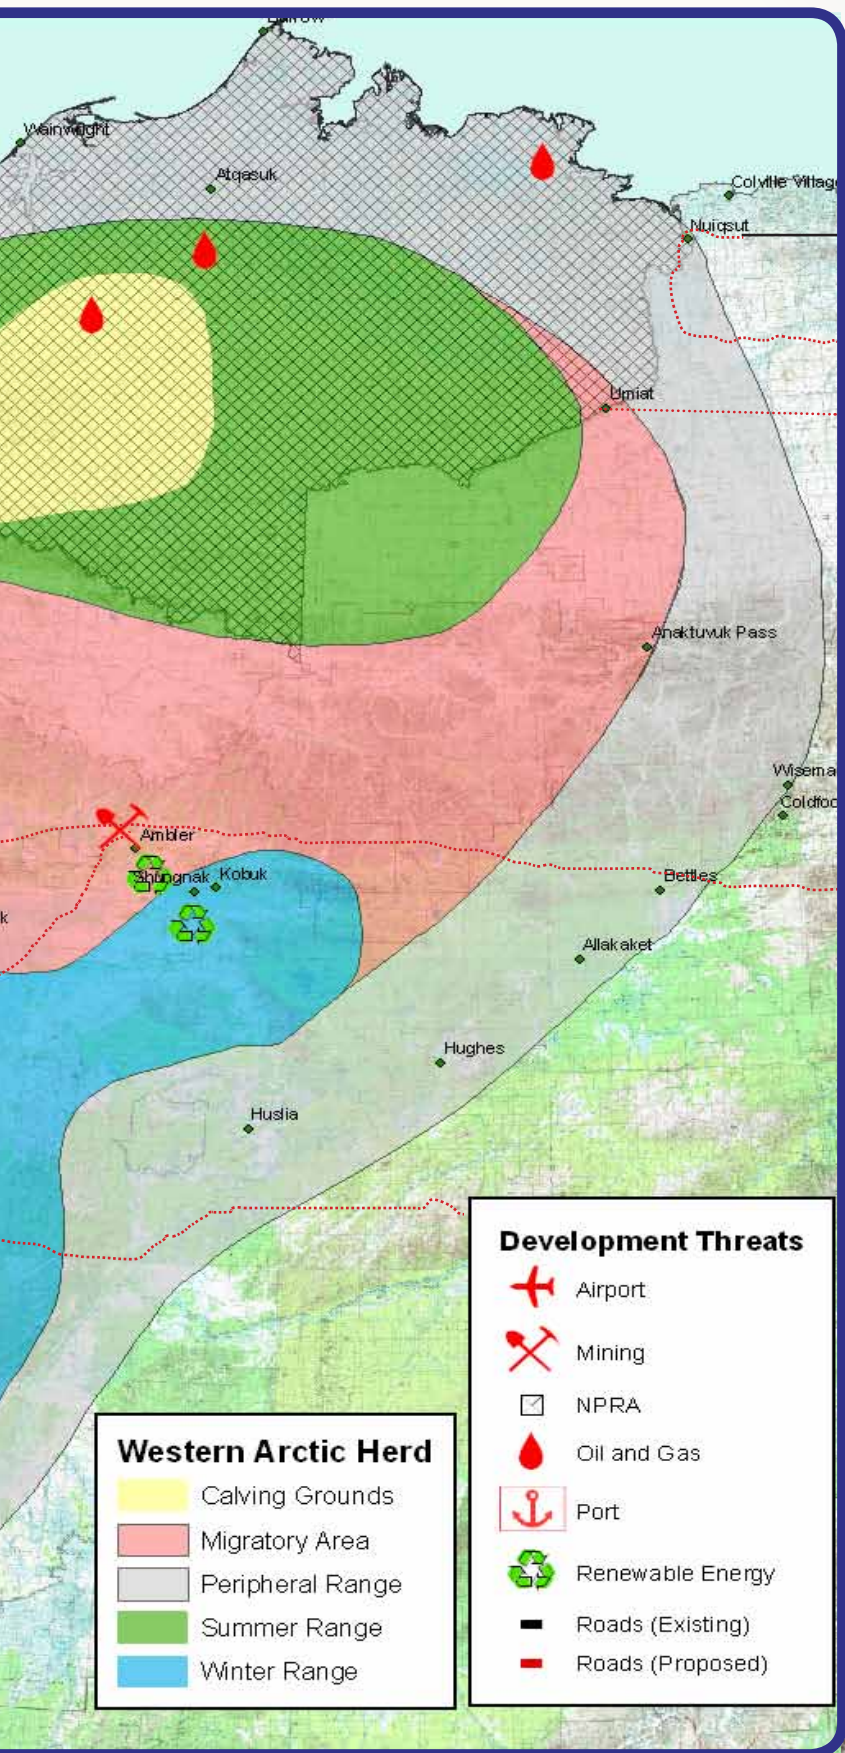 Wainwright
Atqasuk
Colville Villag
Nuiqsut
Umiat
Anaktuvuk Pass
Wisema
Coldfoo
Ambler
Shungnak
Kobuk
Bettles
k
Allakaket
Hughes
Huslia
Development Threats
Airport
Mining
NPRA
Oil and Gas
Port
Renewable Energy
Roads (Existing)
Roads (Proposed)
Western Arctic Herd
Calving Grounds
Migratory Area
Peripheral Range
Summer Range
Winter Range